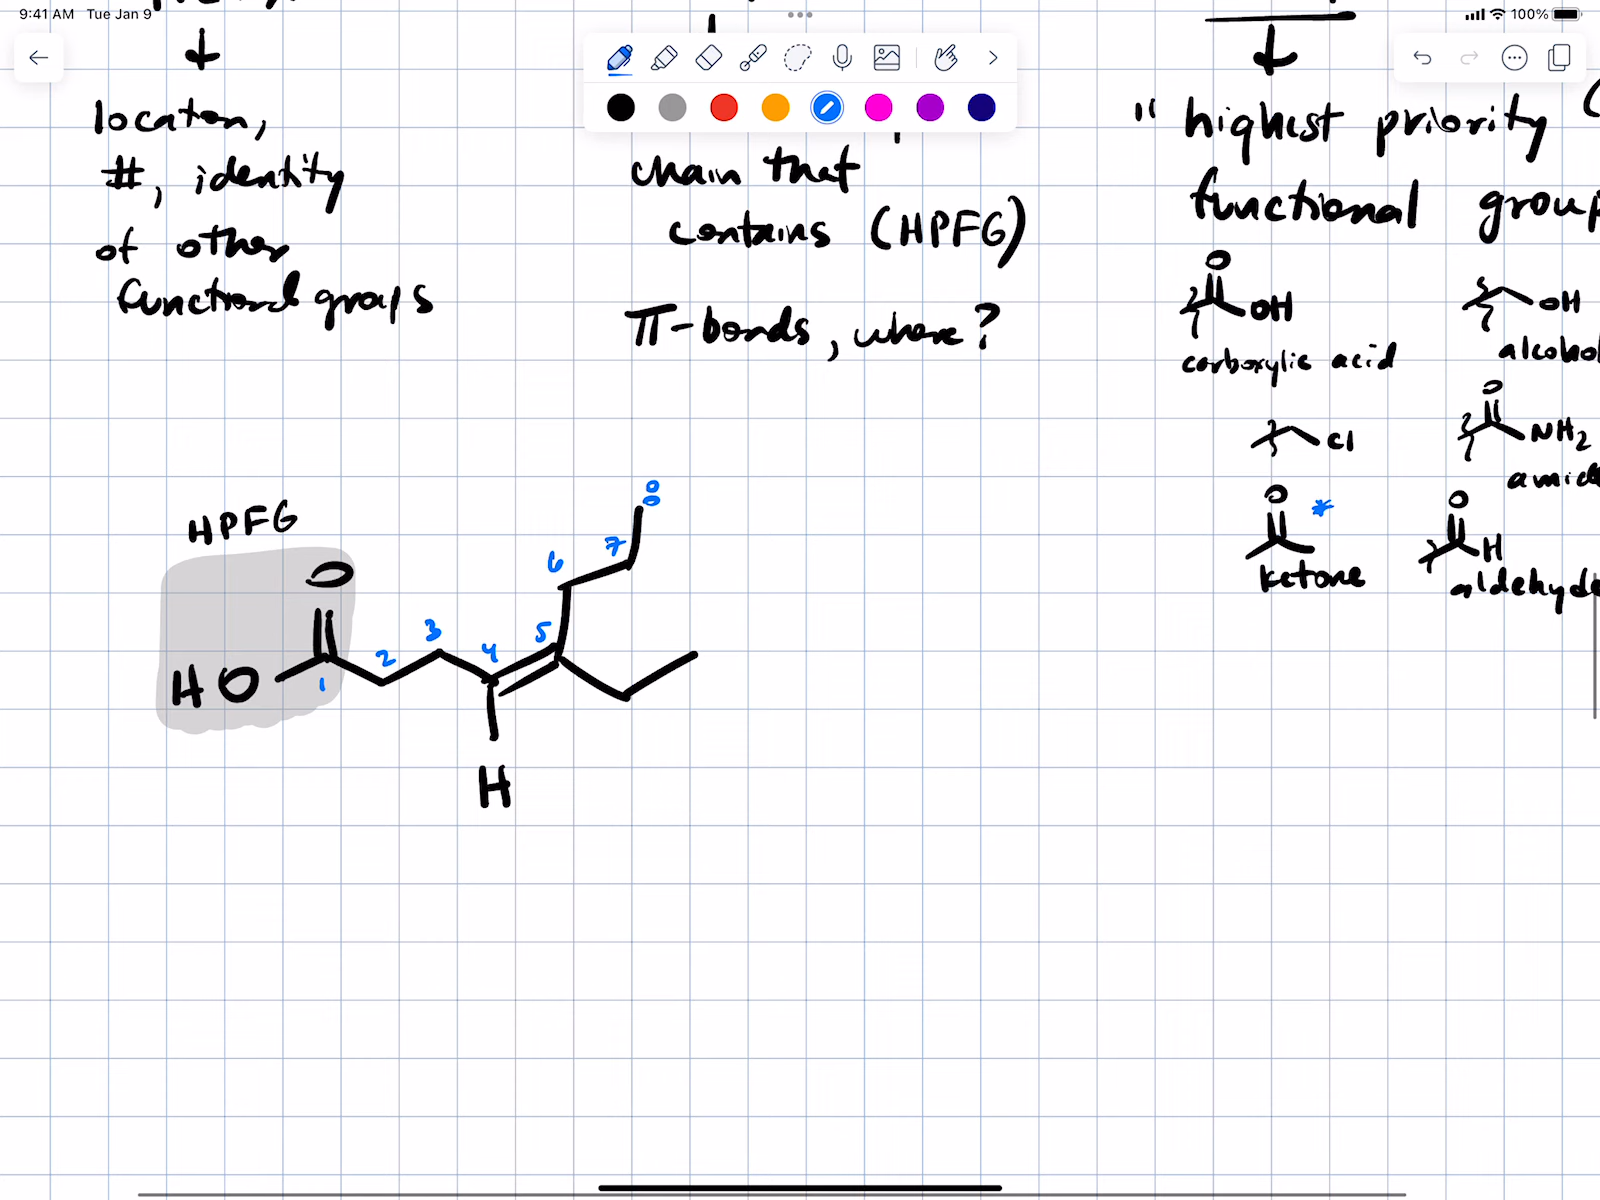 9:41 AM Tue Jan 9
100%
location,
#, identity
of other
functional groups
chain that
contains (HPFG)
π-bonds, where?
" highest priority (
functional group
O
OH
carboxylic acid
OH
alcohol
Cl
O
NH2
amide
O
*
ketone
O
H
aldehyde
HPFG
O
HO
1
2
3
4
5
6
7
8
H